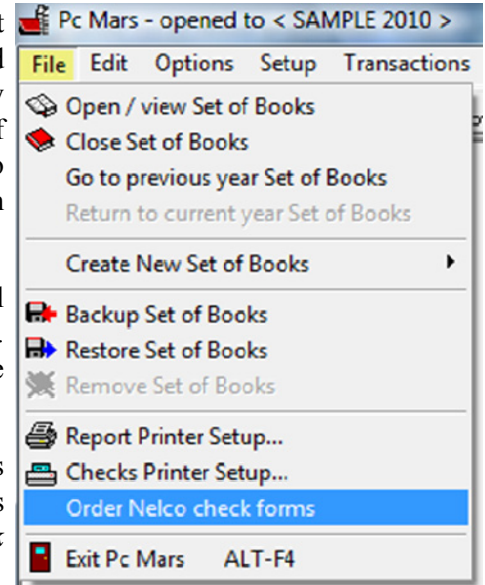 Pc Mars - opened to < SAMPLE 2010 >
File Edit Options Setup Transactions
Open / view Set of Books
Close Set of Books
Go to previous year Set of Books
Return to current year Set of Books
Create New Set of Books
Backup Set of Books
Restore Set of Books
Remove Set of Books
Report Printer Setup...
Checks Printer Setup...
Order Nelco check forms
Exit Pc Mars ALT-F4